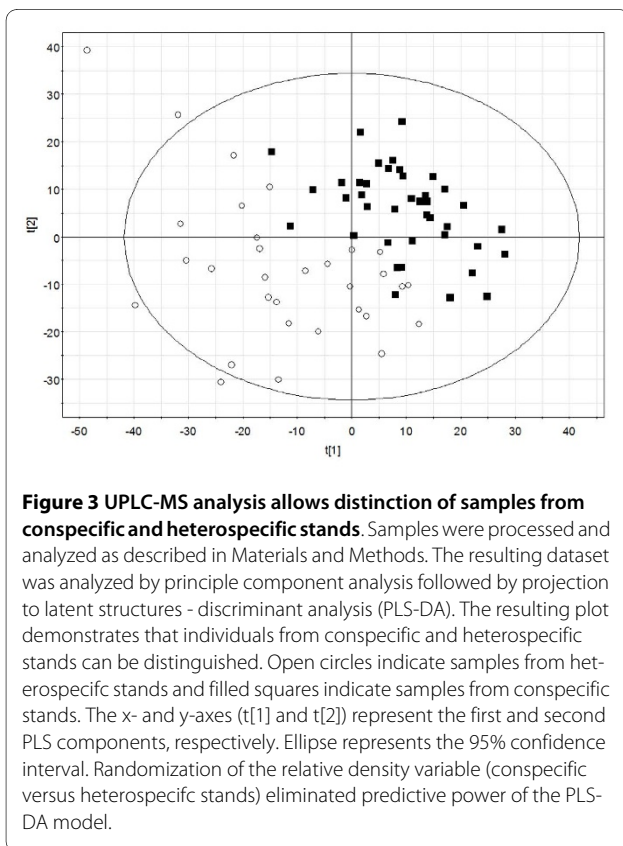 40
30
20
10
0
-10
-20
-30
t[2]
-50
-40
-30
-20
-10
0
10
20
30
40
t[1]
Figure 3 UPLC-MS analysis allows distinction of samples from
conspecific and heterospecific stands. Samples were processed and
analyzed as described in Materials and Methods. The resulting dataset
was analyzed by principle component analysis followed by projection
to latent structures - discriminant analysis (PLS-DA). The resulting plot
demonstrates that individuals from conspecific and heterospecific
stands can be distinguished. Open circles indicate samples from het-
erospecifc stands and filled squares indicate samples from conspecific
stands. The x- and y-axes (t[1] and t[2]) represent the first and second
PLS components, respectively. Ellipse represents the 95% confidence
interval. Randomization of the relative density variable (conspecific
versus heterospecifc stands) eliminated predictive power of the PLS-
DA model.